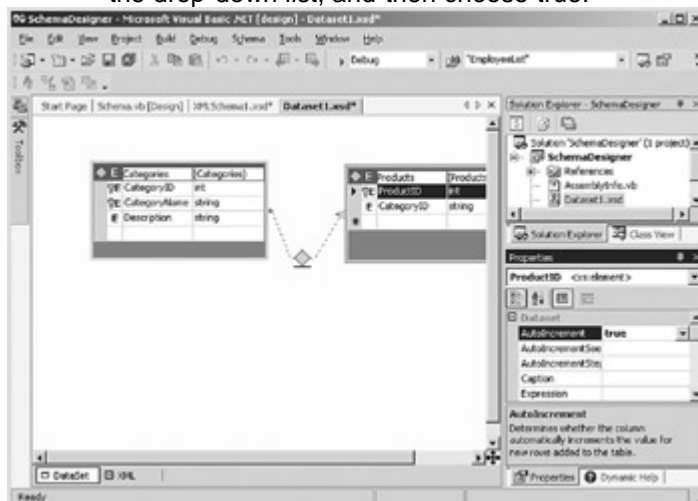 the drop-down list, and then choose true.
SchemaDesigner - Microsoft Visual Basic .NET [design] - Dataset1.xsd*
File Edit View Project Build Debug Schema Tools Window Help
Debug "EmployeeList"
Start Page Schema.vb [Design] XMLSchema1.xsd* Dataset1.xsd*
Toolbox
E Categories (Categories)
E CategoryID int
E CategoryName string
E Description string
E Products (Products
E ProductID int
E CategoryID string
DataSet XML
Solution Explorer - SchemaDesigner
Solution 'SchemaDesigner' (1 project)
SchemaDesigner
References
AssemblyInfo.vb
Dataset1.xsd
Solution Explorer Class View
Properties
ProductID <xs:element>
Dataset
AutoIncrement true
AutoIncrementSee
AutoIncrementSte
Caption
Expression
AutoIncrement
Determines whether the column
automatically increments the value for
new rows added to the table.
Properties Dynamic Help
Ready